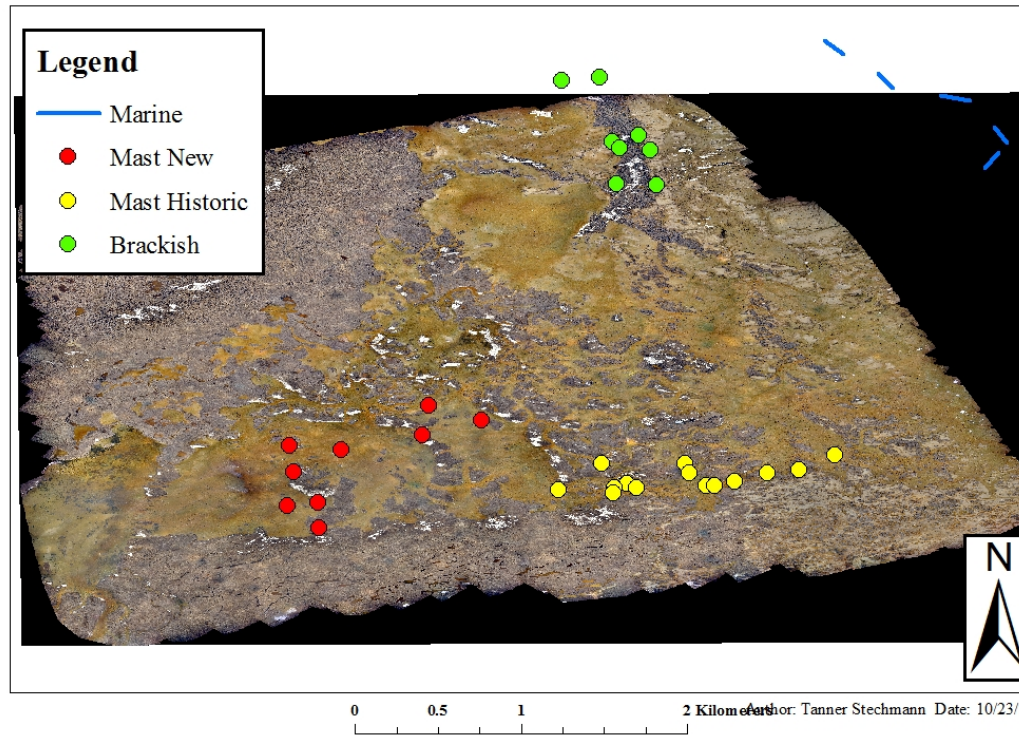 Legend
Marine
Mast New
Mast Historic
Brackish
N
0 0.5 1 2 Kilometers
Author: Tanner Stechmann Date: 10/23/